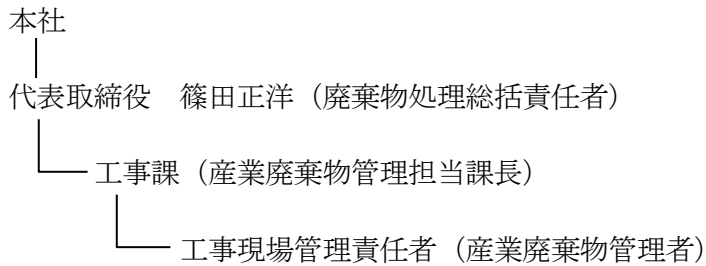 本社
代表取締役　篠田正洋（廃棄物処理総括責任者）
工事課（産業廃棄物管理担当課長）
工事現場管理責任者（産業廃棄物管理者）